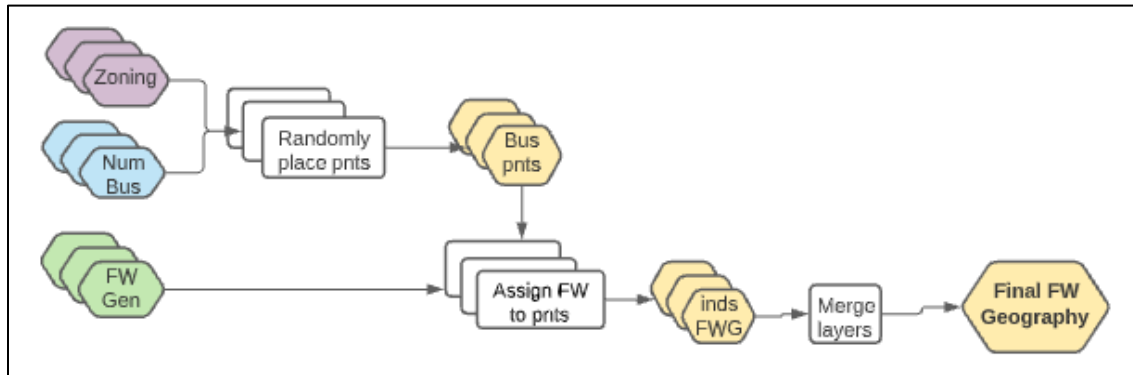 Zoning
Num
Bus
Randomly
place pnts
Bus
pnts
FW
Gen
Assign FW
to pnts
inds
FWG
Merge
layers
Final FW
Geography